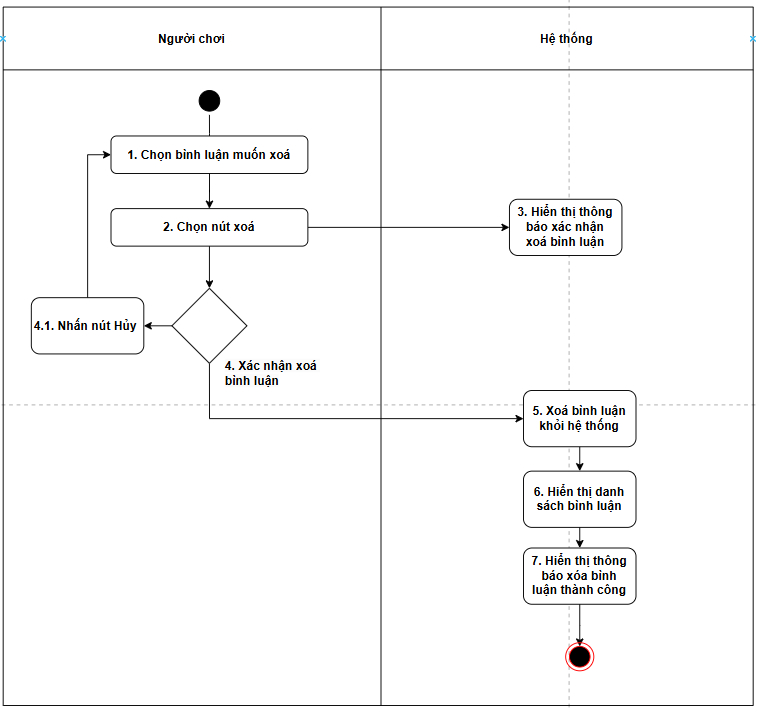 Người chơi
Hệ thống
1. Chọn bình luận muốn xoá
2. Chọn nút xoá
3. Hiển thị thông
báo xác nhận
xoá bình luận
4.1. Nhấn nút Hủy
4. Xác nhận xoá
bình luận
5. Xoá bình luận
khỏi hệ thống
6. Hiển thị danh
sách bình luận
7. Hiển thị thông
báo xóa bình
luận thành công